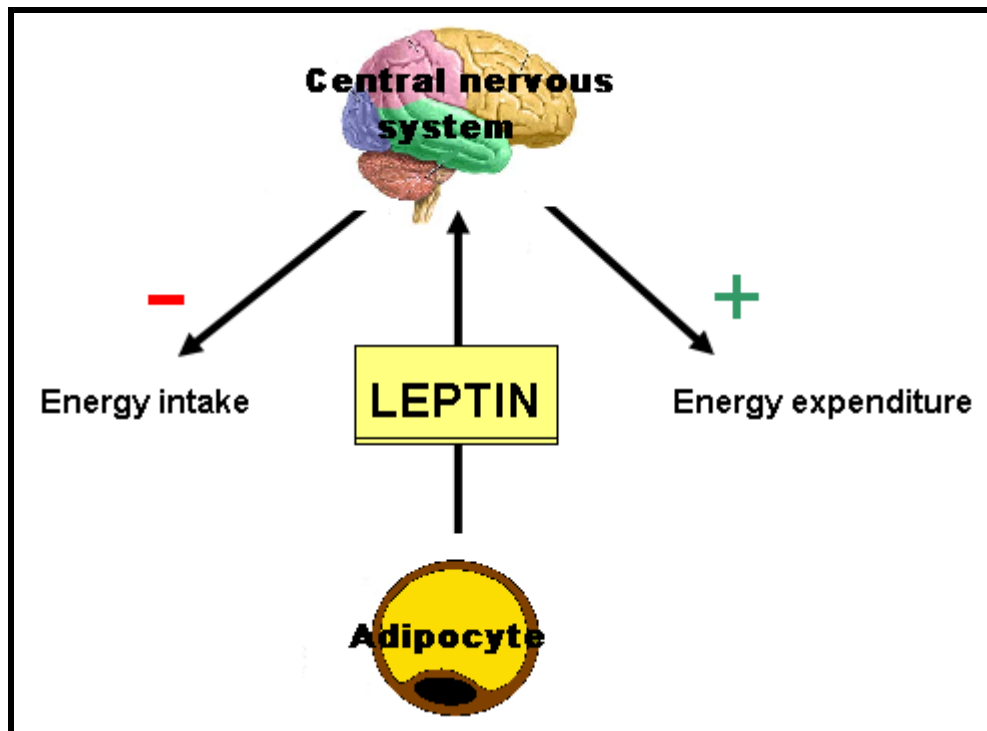 Central nervous
system
−
+
Energy intake
LEPTIN
Energy expenditure
Adipocyte